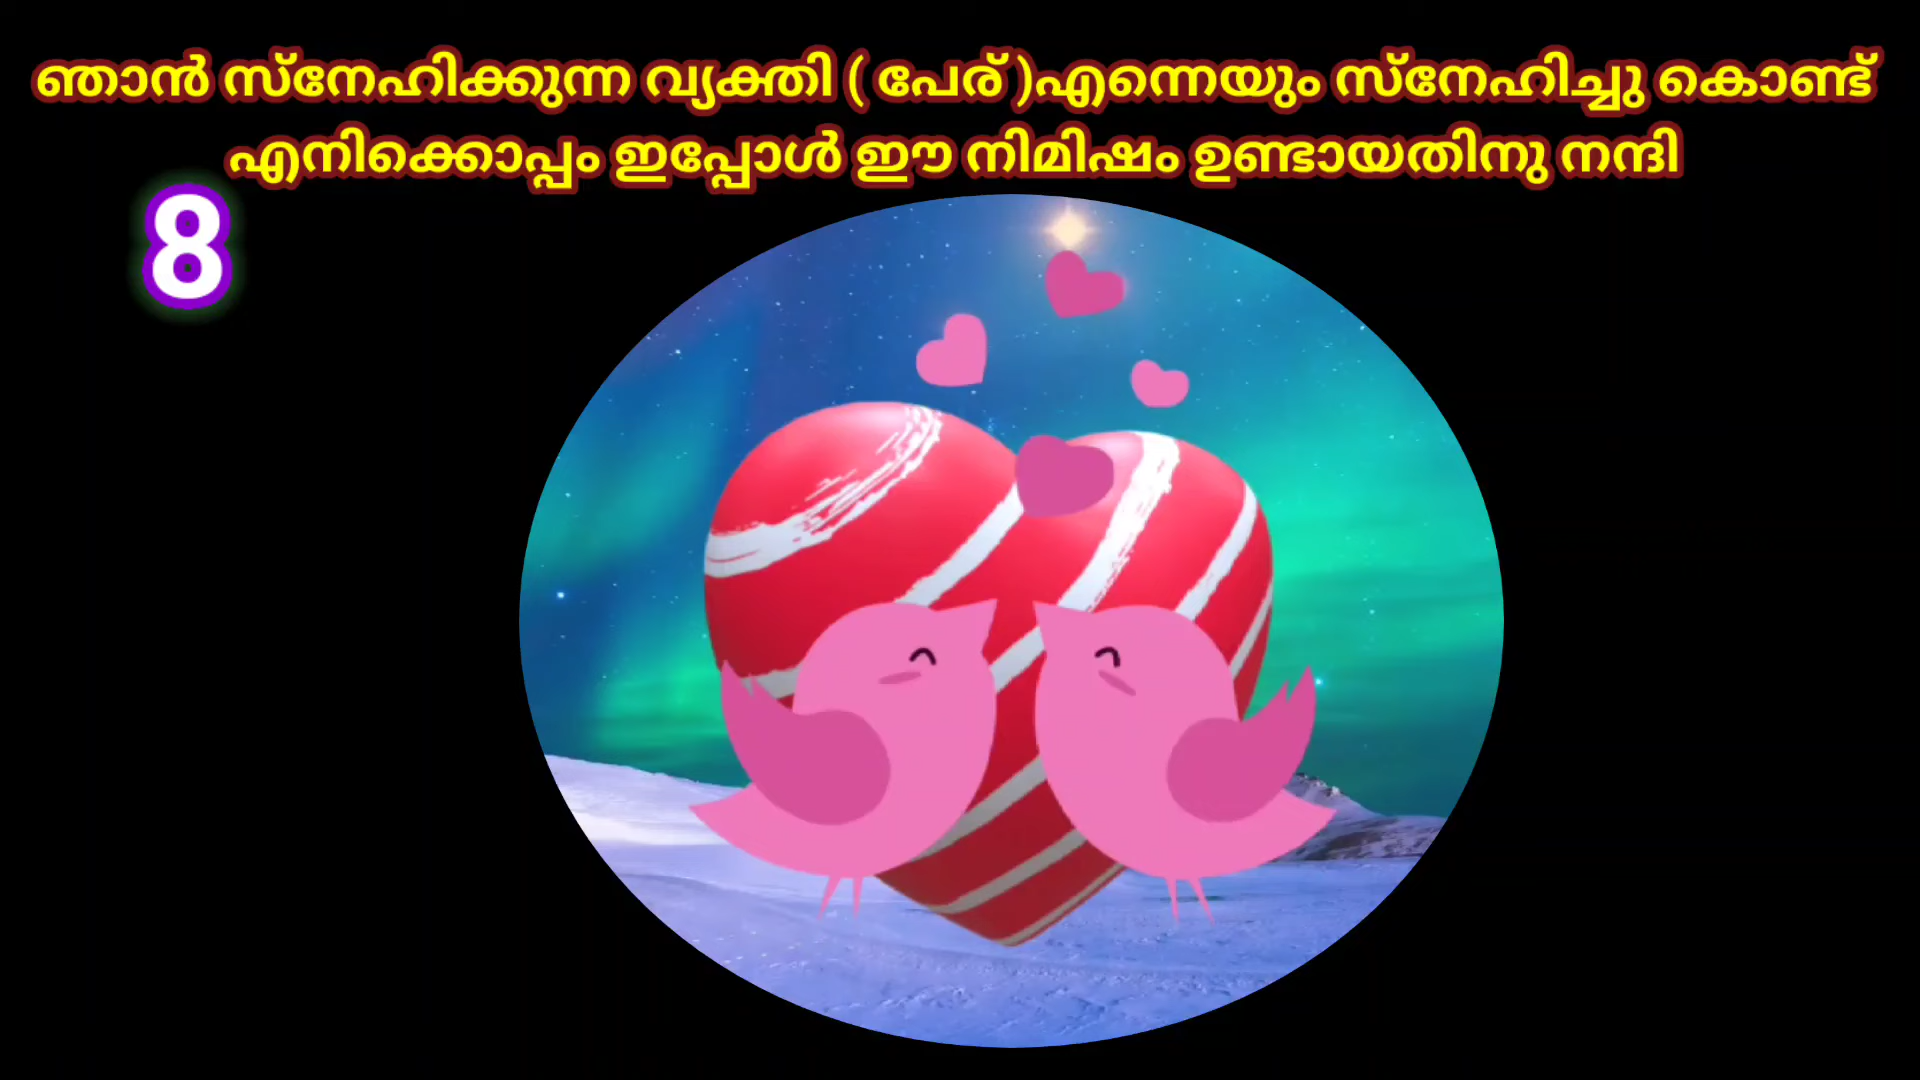 ഞാൻ സ്നേഹിക്കുന്ന വ്യക്തി ( പേര് )എന്നെയും സ്നേഹിച്ചു കൊണ്ട്
എനിക്കൊപ്പം ഇപ്പോൾ ഈ നിമിഷം ഉണ്ടായതിനു നന്ദി
8